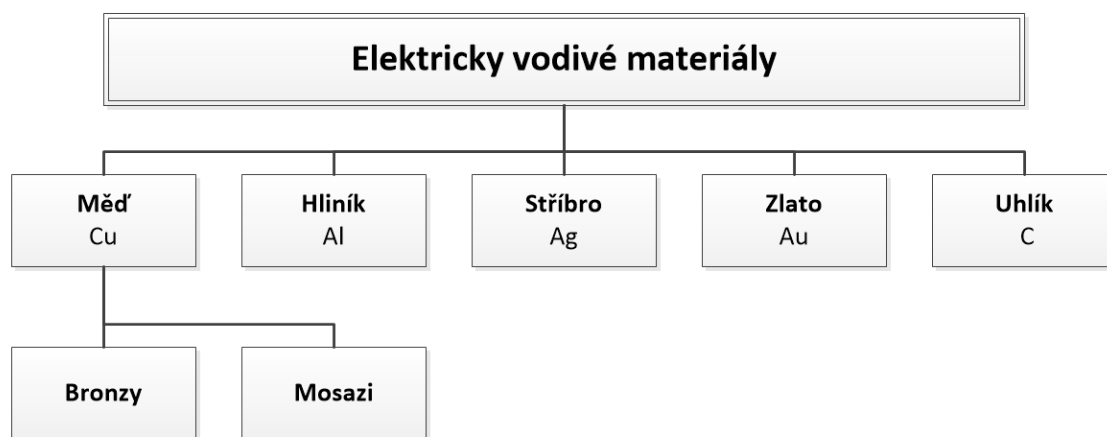 Elektricky vodivé materiály
Měď
Cu
Hliník
Al
Stříbro
Ag
Zlato
Au
Uhlík
C
Bronzy
Mosazi